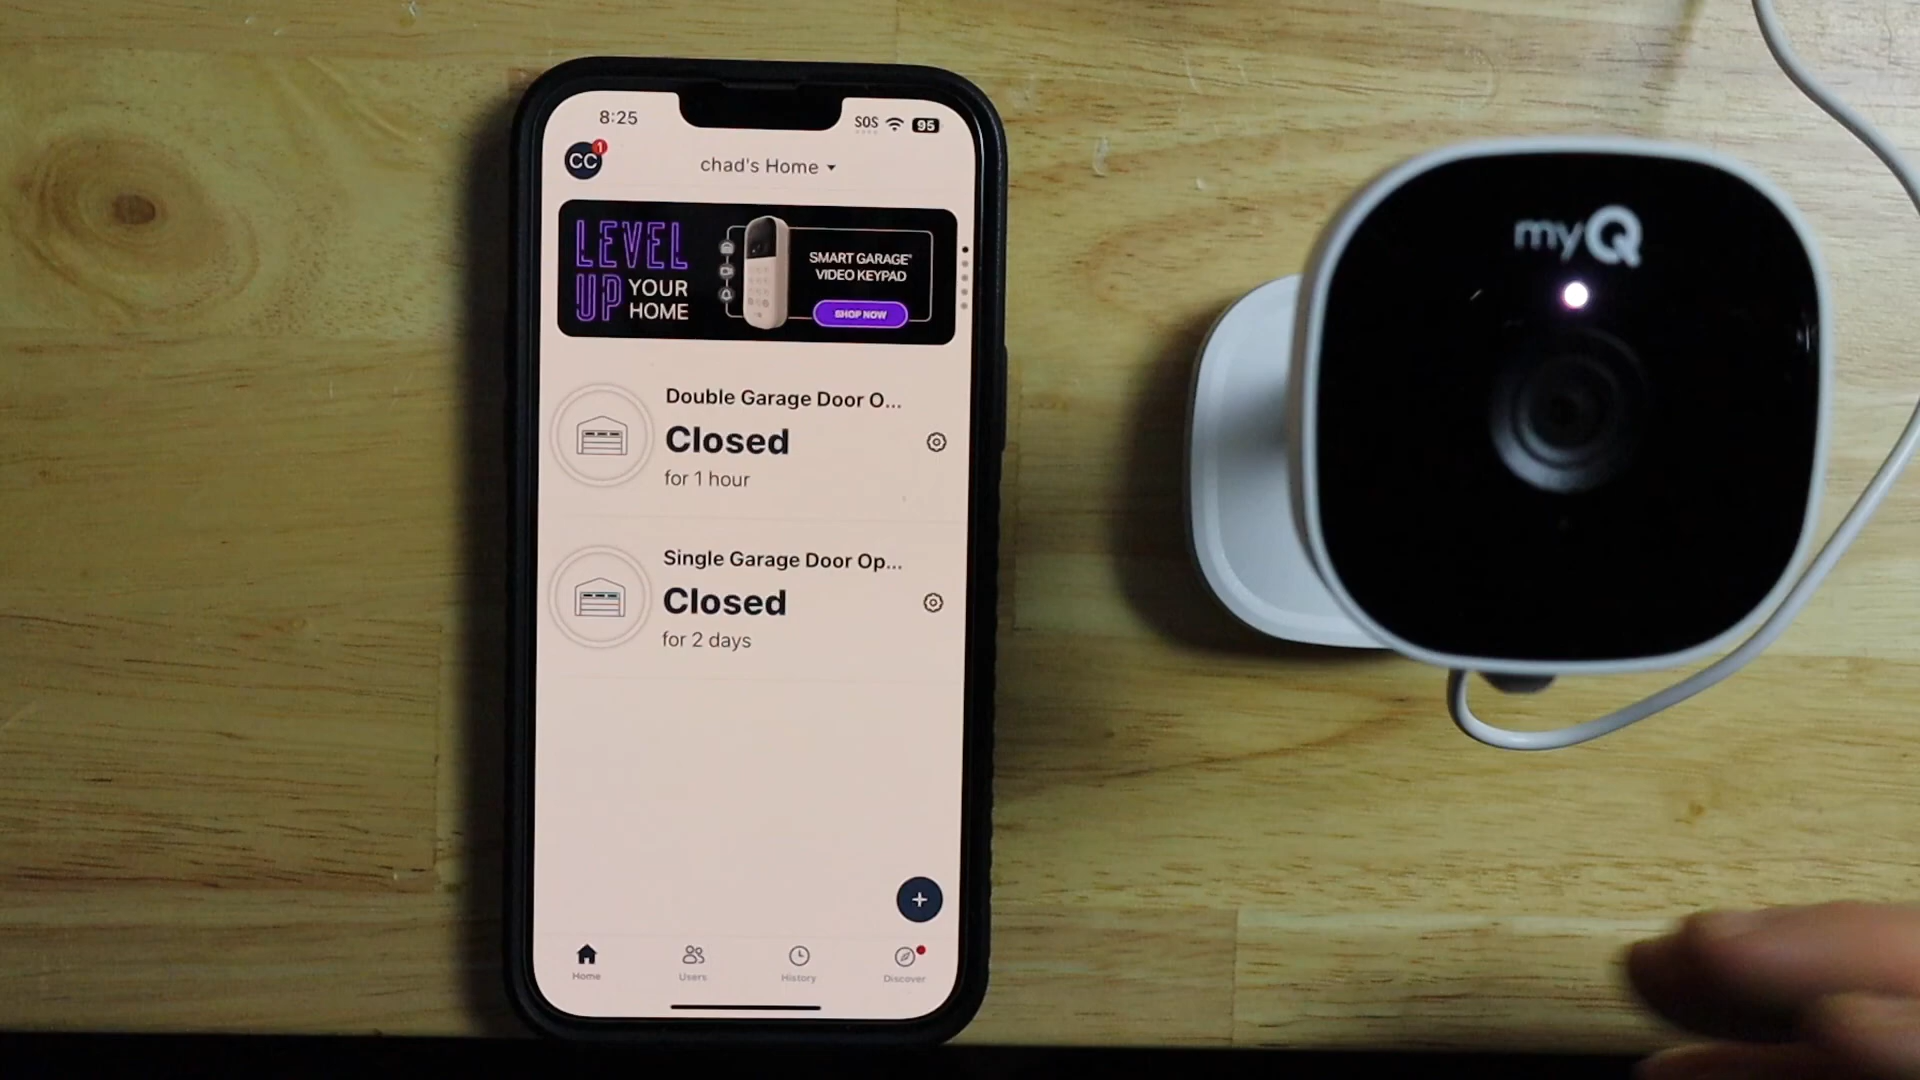 8:25
SOS
95
CC
1
chad's Home
LEVEL
UP YOUR
HOME
SMART GARAGE®
VIDEO KEYPAD
SHOP NOW
Double Garage Door O...
Closed
for 1 hour
Single Garage Door Op...
Closed
for 2 days
+
Home
Users
History
Discover
myQ